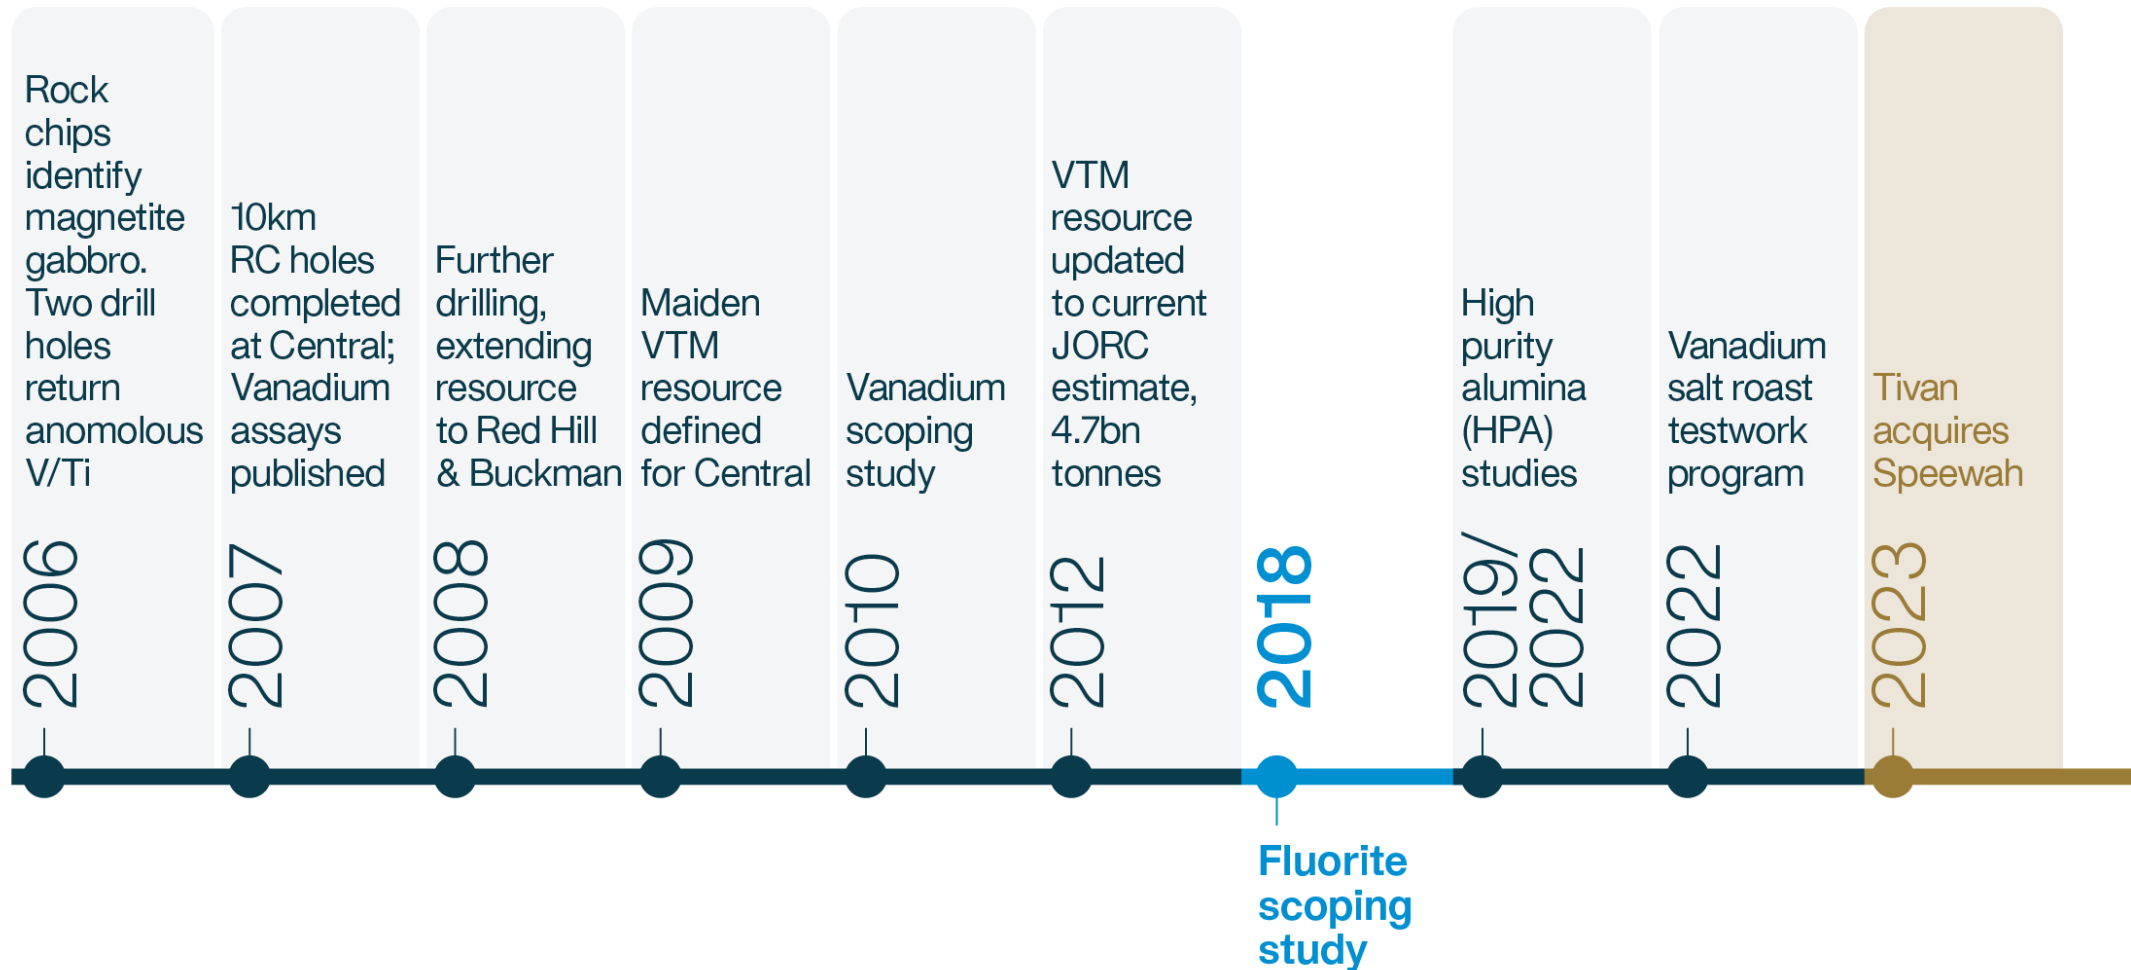 Rock
chips
identify
magnetite
gabbro.
Two drill
holes
return
anomolous
V/Ti
2006
10km
RC holes
completed
at Central;
Vanadium
assays
published
2007
Further
drilling,
extending
resource
to Red Hill
& Buckman
2008
Maiden
VTM
resource
defined
for Central
2009
Vanadium
scoping
study
2010
VTM
resource
updated
to current
JORC
estimate,
4.7bn
tonnes
2012
2018
Fluorite
scoping
study
High
purity
alumina
(HPA)
studies
2019/
2022
Vanadium
salt roast
testwork
program
2022
Tivan
acquires
Speewah
2023